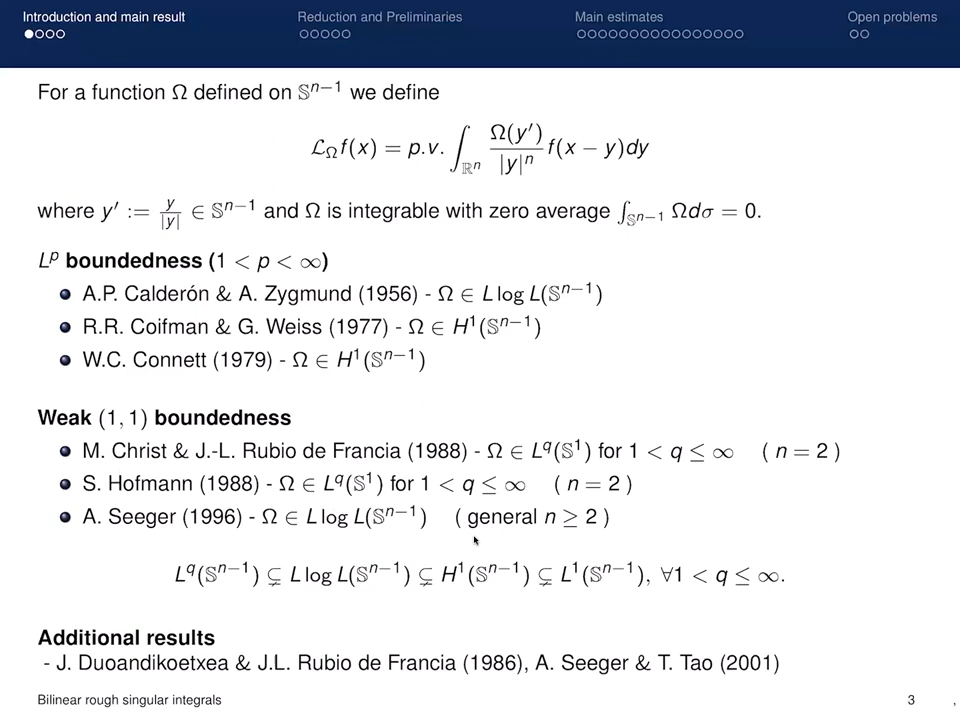 Introduction and main result Reduction and Preliminaries Main estimates Open problems
For a function Ω defined on 𝕊ⁿ⁻¹ we define
ℒ_Ω f(x) = p.v. ∫_{ℝⁿ} Ω(y′)/|y|ⁿ f(x − y)dy
where y′ := y/|y| ∈ 𝕊ⁿ⁻¹ and Ω is integrable with zero average ∫_{𝕊ⁿ⁻¹} Ωdσ = 0.
Lᵖ boundedness (1 < p < ∞)
A.P. Calderón & A. Zygmund (1956) - Ω ∈ L log L(𝕊ⁿ⁻¹)
R.R. Coifman & G. Weiss (1977) - Ω ∈ H¹(𝕊ⁿ⁻¹)
W.C. Connett (1979) - Ω ∈ H¹(𝕊ⁿ⁻¹)
Weak (1, 1) boundedness
M. Christ & J.-L. Rubio de Francia (1988) - Ω ∈ L^q(𝕊¹) for 1 < q ≤ ∞ ( n = 2 )
S. Hofmann (1988) - Ω ∈ L^q(𝕊¹) for 1 < q ≤ ∞ ( n = 2 )
A. Seeger (1996) - Ω ∈ L log L(𝕊ⁿ⁻¹) ( general n ≥ 2 )
L^q(𝕊ⁿ⁻¹) ⊊ L log L(𝕊ⁿ⁻¹) ⊊ H¹(𝕊ⁿ⁻¹) ⊊ L¹(𝕊ⁿ⁻¹), ∀1 < q ≤ ∞.
Additional results
- J. Duoandikoetxea & J.L. Rubio de Francia (1986), A. Seeger & T. Tao (2001)
Bilinear rough singular integrals 3 ,